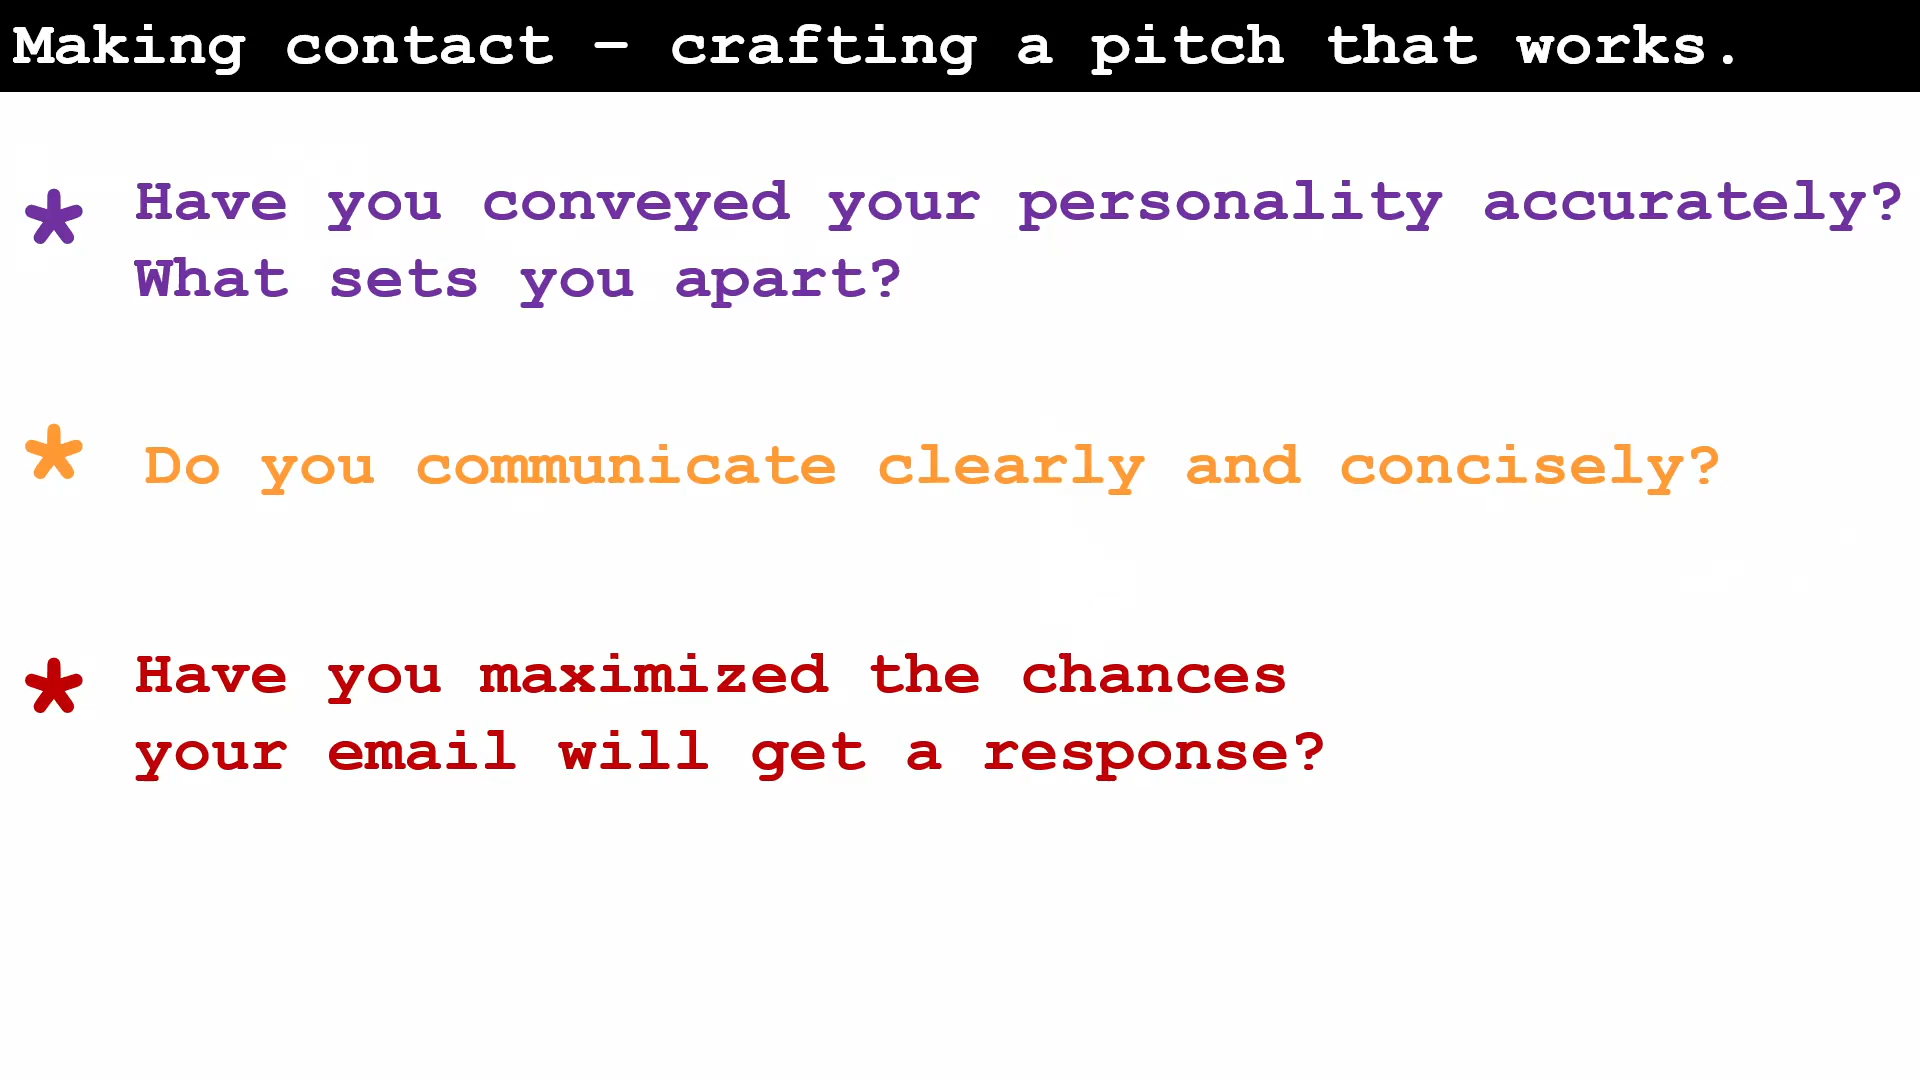 Making contact – crafting a pitch that works.
* Have you conveyed your personality accurately?
What sets you apart?
* Do you communicate clearly and concisely?
* Have you maximized the chances
your email will get a response?